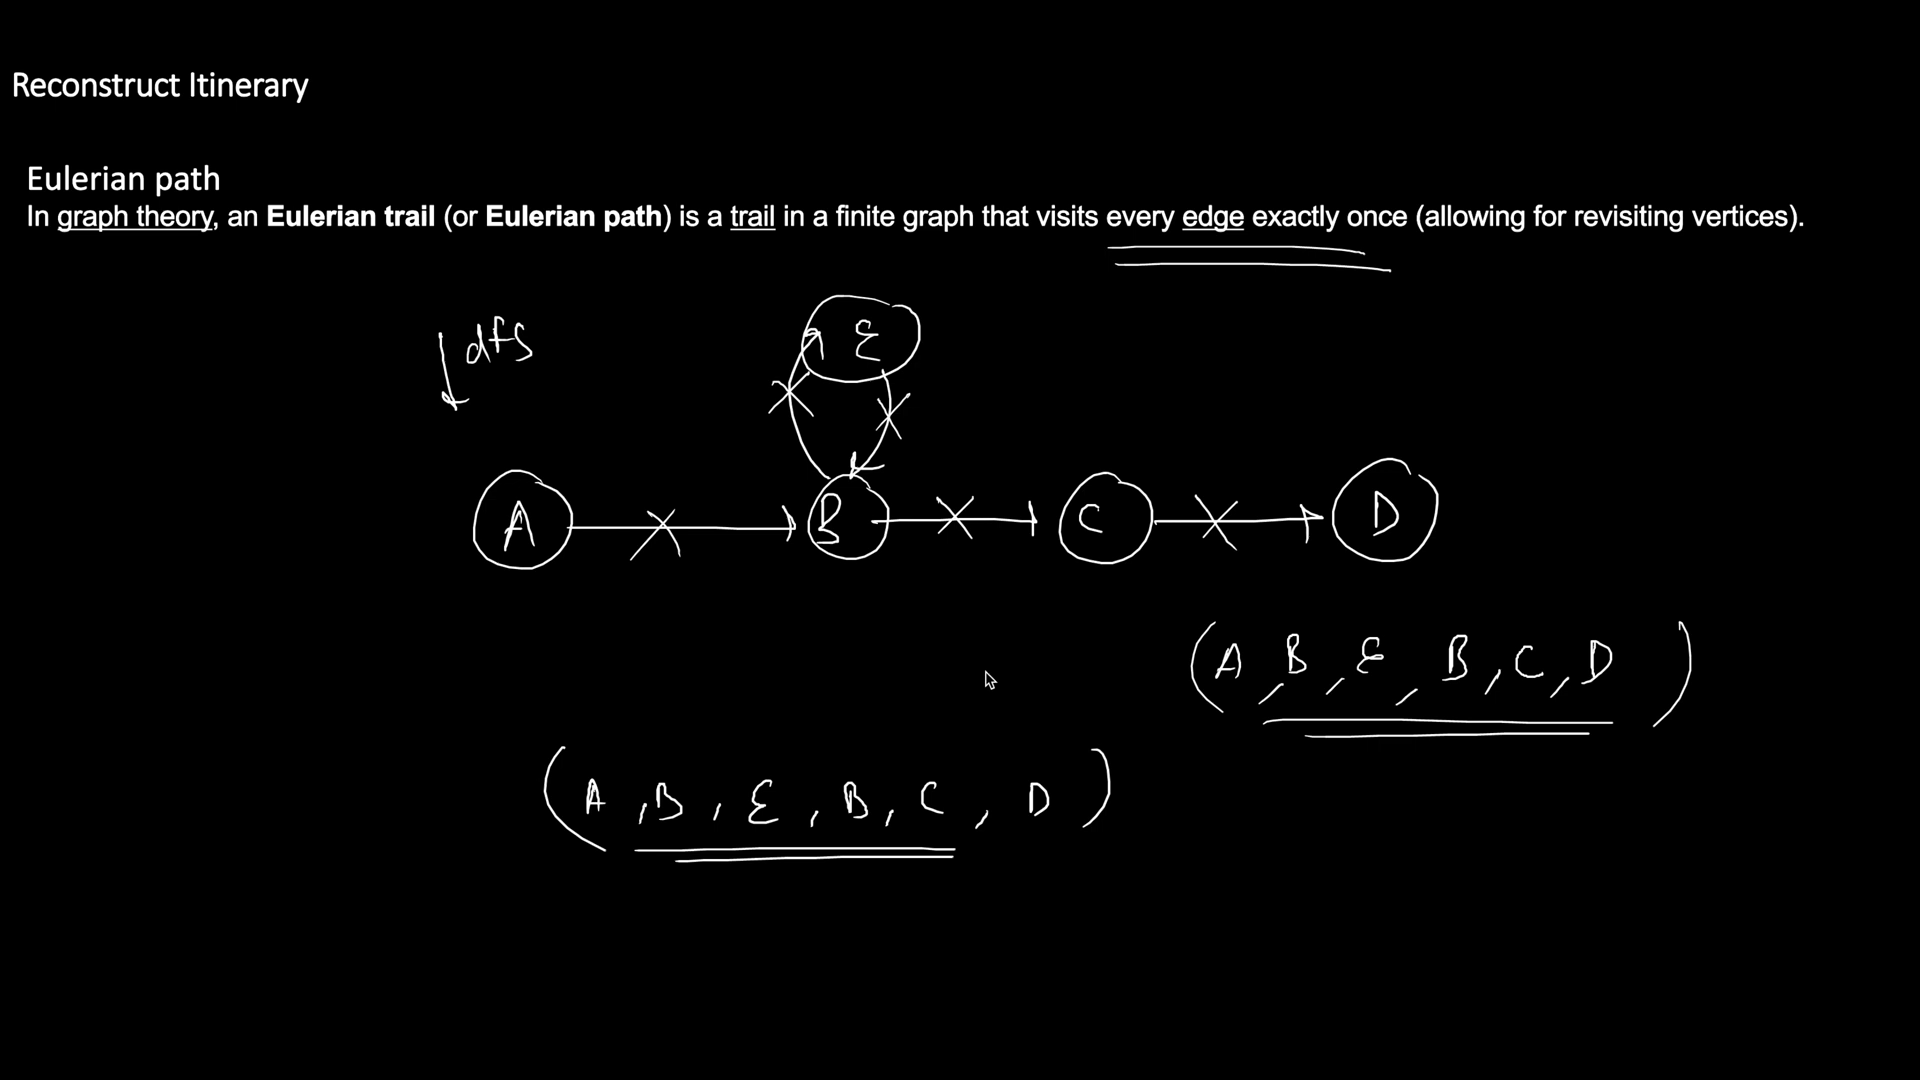 Reconstruct Itinerary
Eulerian path
In graph theory, an Eulerian trail (or Eulerian path) is a trail in a finite graph that visits every edge exactly once (allowing for revisiting vertices).
dfs
E
A B C D
(A, B, E, B, C, D)
(A, B, E, B, C, D)